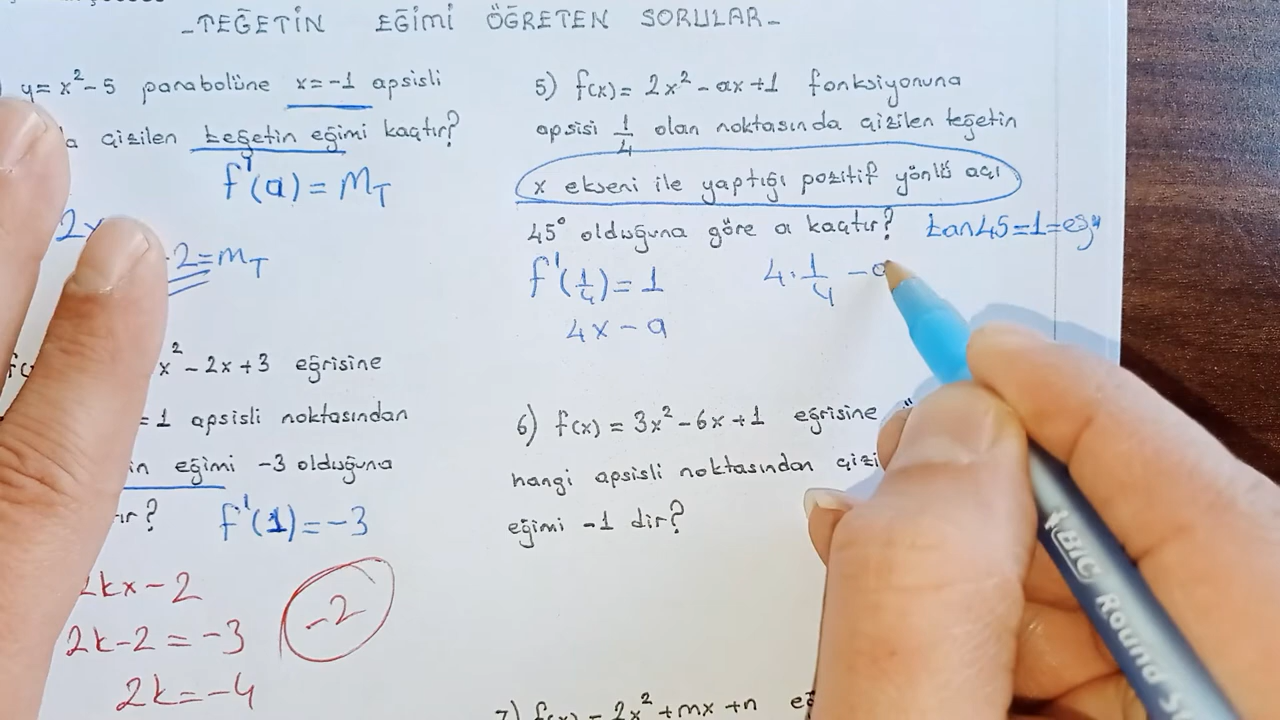 -TEĞETİN EĞİMİ ÖĞRETEN SORULAR-
y = x² - 5 parabolüne x = -1 apsisli
çizilen teğetin eğimi kaçtır?
f'(a) = mT
2x
-2 = mT
x² - 2x + 3 eğrisine
= 1 apsisli noktasından
eğimi -3 olduğuna
?
f'(1) = -3
2kx - 2
2k - 2 = -3
2k = -4
-2
5) f(x) = 2x² - ax + 1 fonksiyonuna
apsisi 1/4 olan noktasında çizilen teğetin
x ekseni ile yaptığı pozitif yönlü açı
45° olduğuna göre a kaçtır? tan45=1=eğ
f'(1/4) = 1
4·1/4 - a
4x - a
6) f(x) = 3x² - 6x + 1 eğrisine
hangi apsisli noktasından
eğimi -1 dir?
7) f(x) = 2x² + mx + n
BIC Round